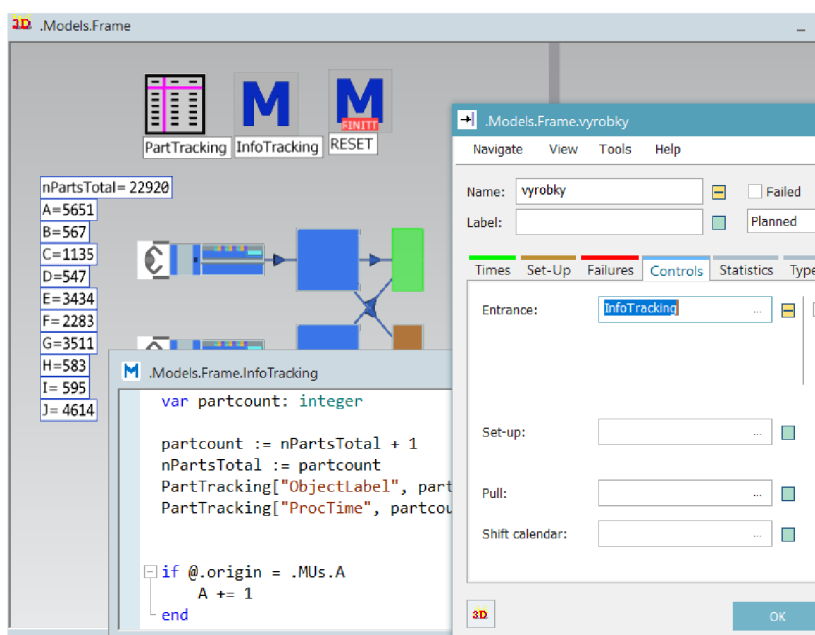 .Models.Frame
M
M
FINITT
PartTracking
InfoTracking
RESET
nPartsTotal= 22920
A=5651
B=567
C=1135
D=547
E=3434
F=2283
G=3511
H=583
I= 595
J= 4614
M .Models.Frame.InfoTracking
var partcount: integer
partcount := nPartsTotal + 1
nPartsTotal := partcount
PartTracking["ObjectLabel", part
PartTracking["ProcTime", partcou
if @.origin = .MUs.A
A += 1
end
.Models.Frame.vyrobky
Navigate View Tools Help
Name: vyrobky Failed
Label: Planned
Times Set-Up Failures Controls Statistics Type
Entrance: InfoTracking ...
Set-up: ...
Pull: ...
Shift calendar: ...
3D OK